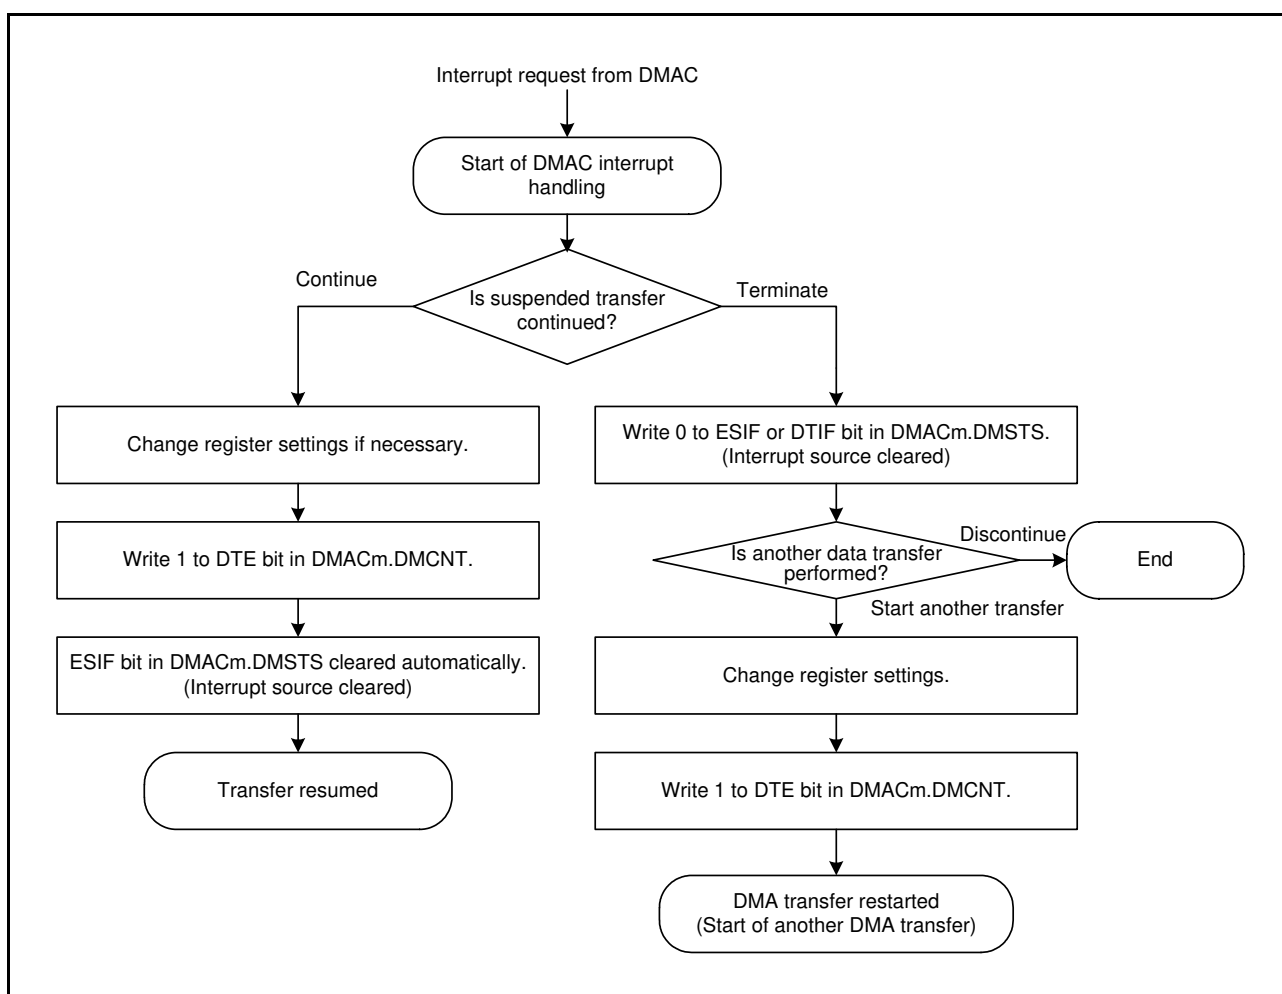 Interrupt request from DMAC
Start of DMAC interrupt
handling
Continue
Is suspended transfer
continued?
Terminate
Change register settings if necessary.
Write 1 to DTE bit in DMACm.DMCNT.
ESIF bit in DMACm.DMSTS cleared automatically.
(Interrupt source cleared)
Transfer resumed
Write 0 to ESIF or DTIF bit in DMACm.DMSTS.
(Interrupt source cleared)
Is another data transfer
performed?
Discontinue
End
Start another transfer
Change register settings.
Write 1 to DTE bit in DMACm.DMCNT.
DMA transfer restarted
(Start of another DMA transfer)